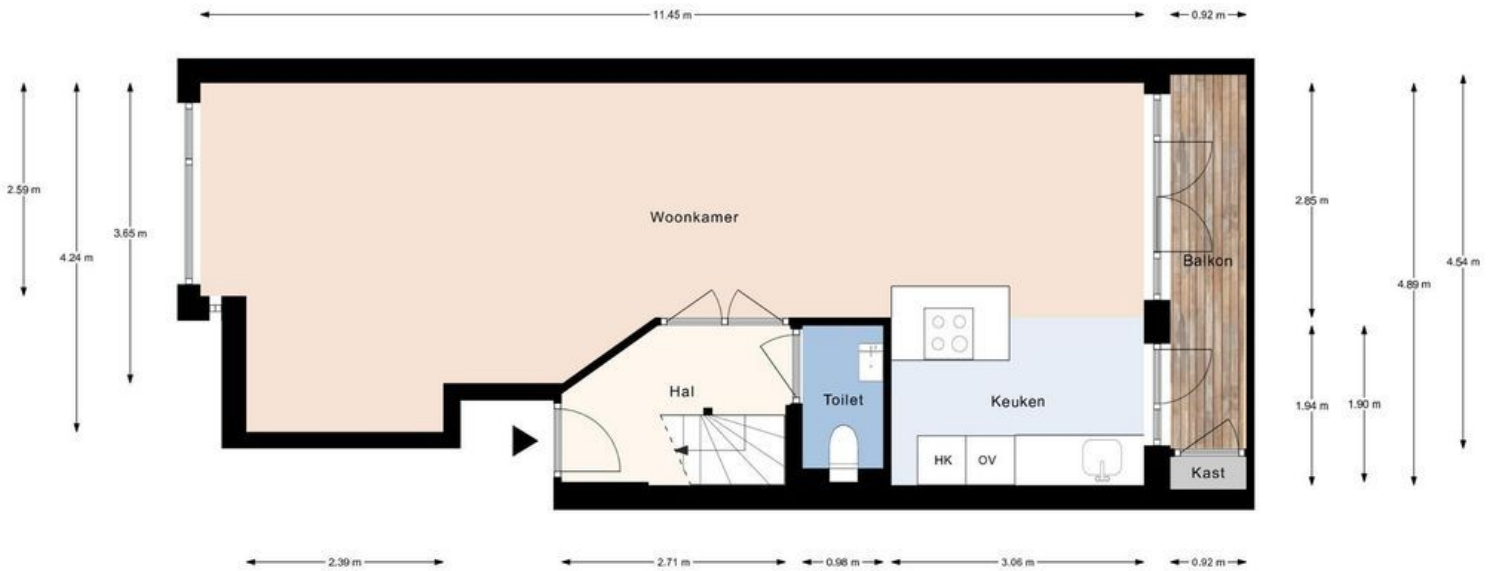 11.45 m
0.92 m
2.59 m
4.24 m
3.65 m
Woonkamer
2.85 m
4.89 m
4.54 m
Balkon
Hal
Toilet
Keuken
1.94 m
1.90 m
HK
OV
Kast
2.39 m
2.71 m
0.98 m
3.06 m
0.92 m